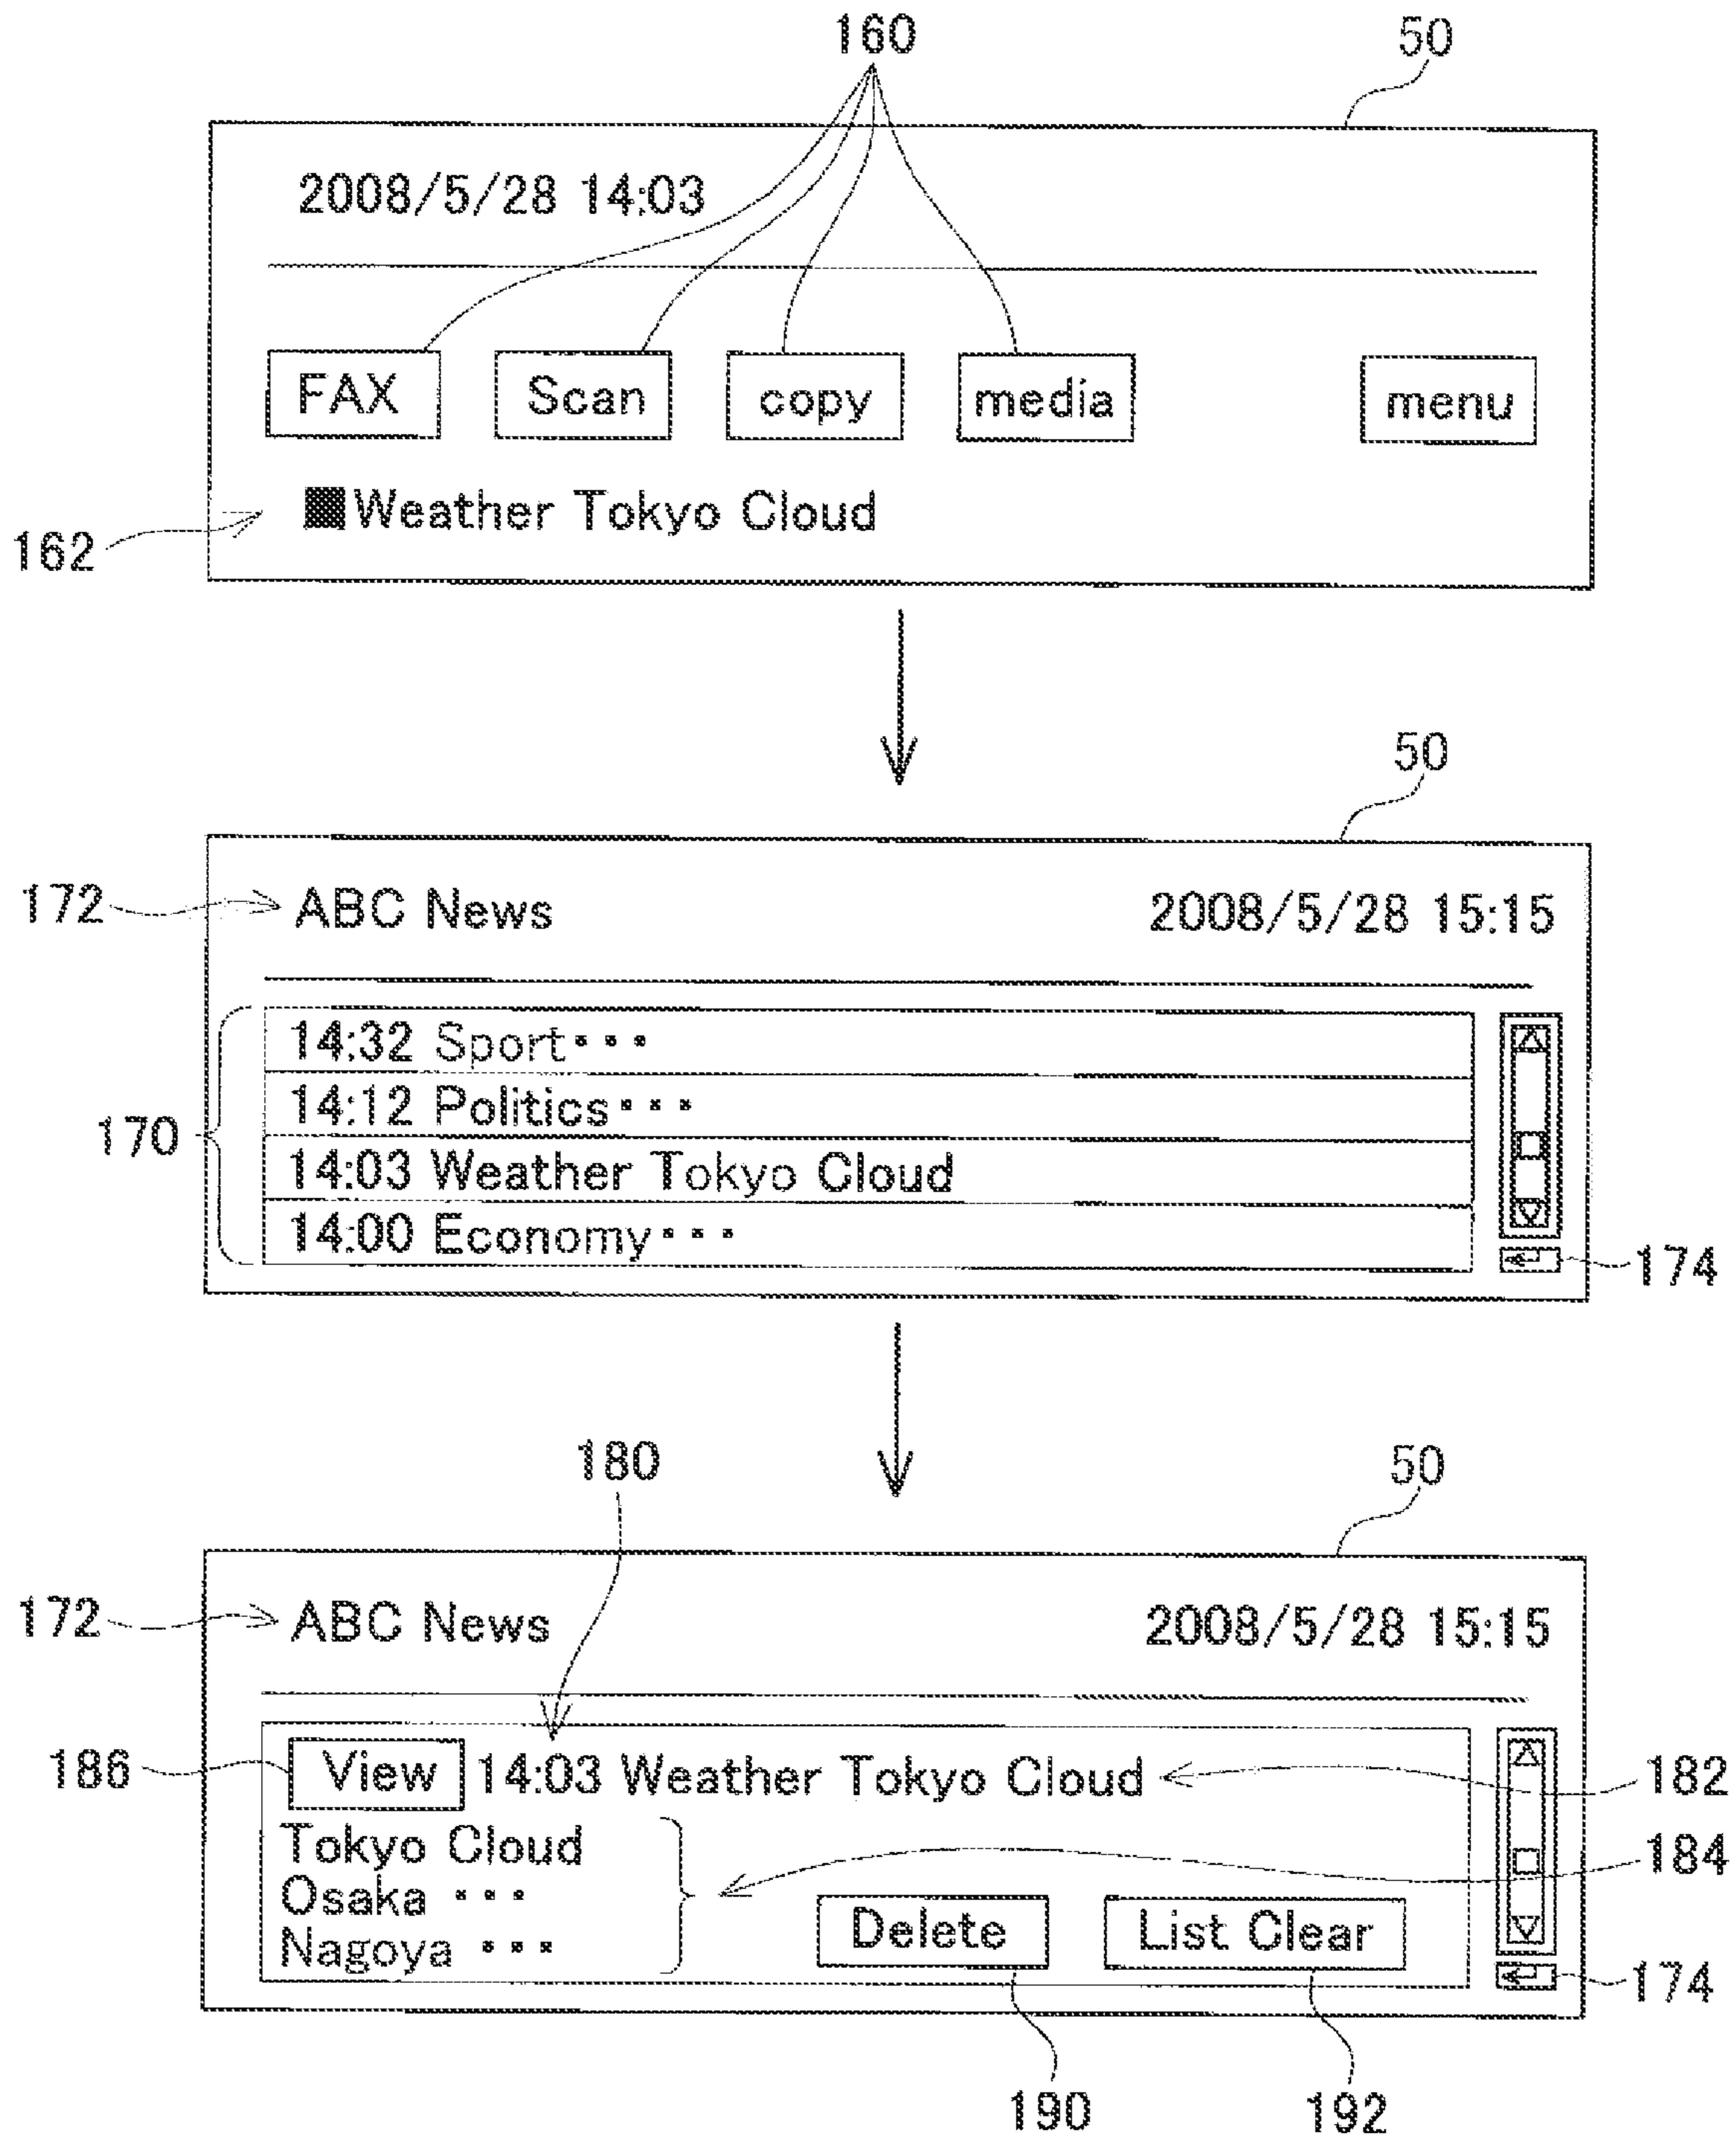 160
50
2008/5/28 14:03
FAX Scan copy media menu
■Weather Tokyo Cloud
162
50
172
ABC News 2008/5/28 15:15
14:32 Sport･･･
14:12 Politics･･･
170
14:03 Weather Tokyo Cloud
14:00 Economy･･･
174
180
50
172
ABC News 2008/5/28 15:15
186
View 14:03 Weather Tokyo Cloud
182
Tokyo Cloud
184
Osaka ･･･
Delete List Clear
Nagoya ･･･
174
190
192